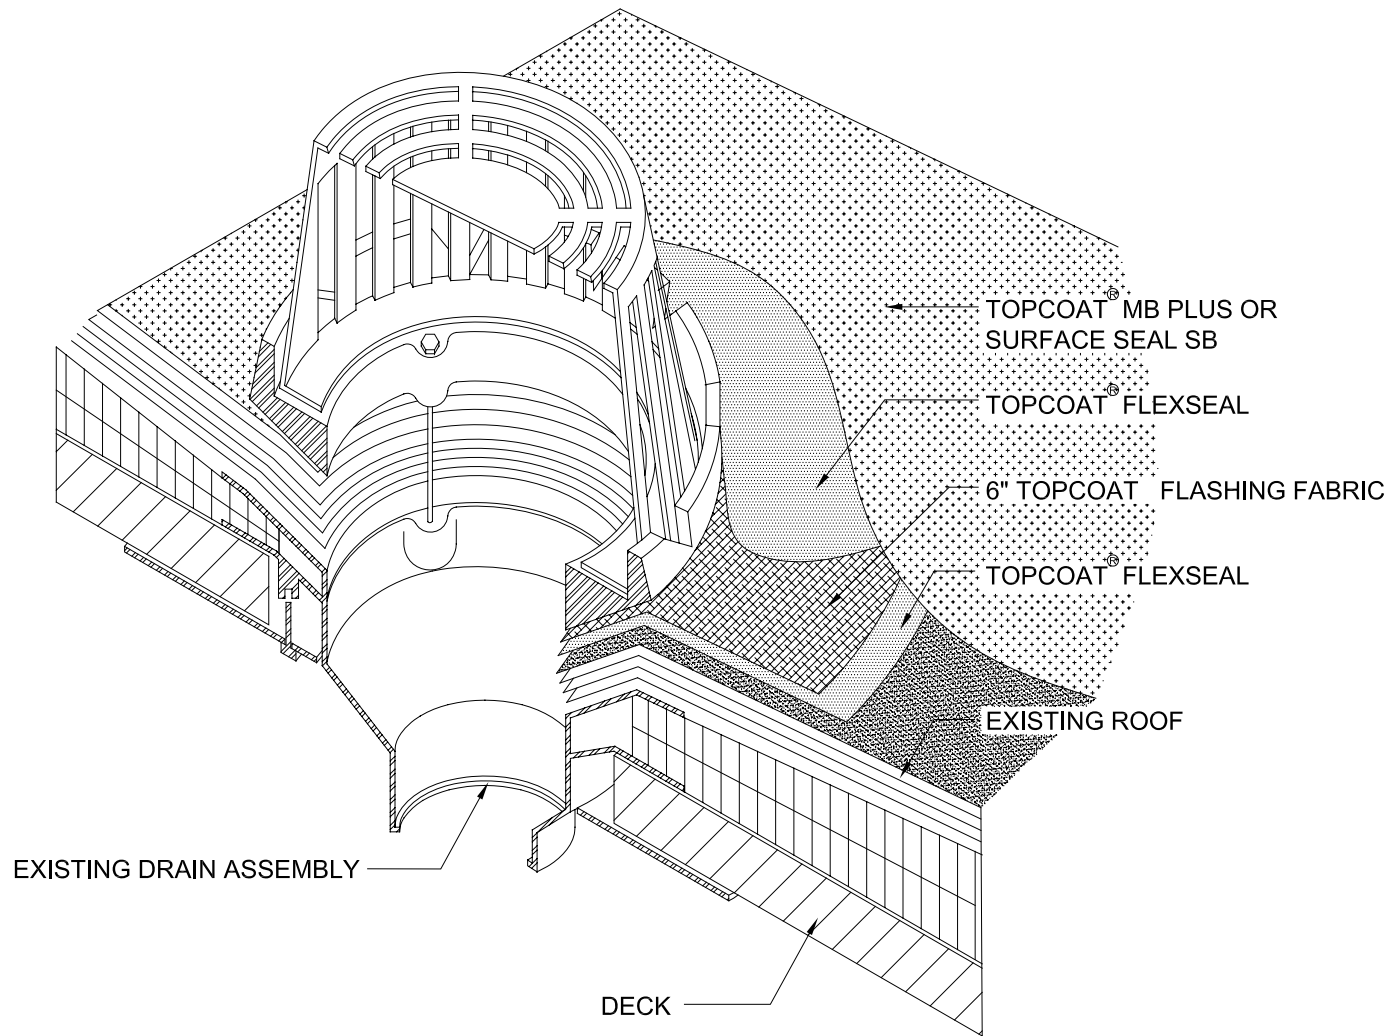 TOPCOAT® MB PLUS OR
SURFACE SEAL SB
TOPCOAT® FLEXSEAL
6" TOPCOAT FLASHING FABRIC
TOPCOAT® FLEXSEAL
EXISTING ROOF
EXISTING DRAIN ASSEMBLY
DECK